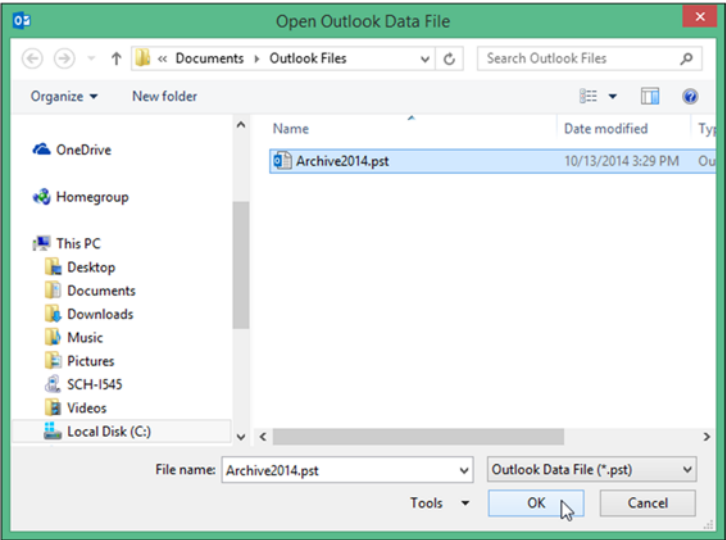 Open Outlook Data File
« Documents Outlook Files Search Outlook Files
Organize New folder
Name Date modified
OneDrive
Archive2014.pst 10/13/2014 3:29 PM
Homegroup
This PC
Desktop
Documents
Downloads
Music
Pictures
SCH-I545
Videos
Local Disk (C:)
File name: Archive2014.pst Outlook Data File (*.pst)
Tools OK Cancel